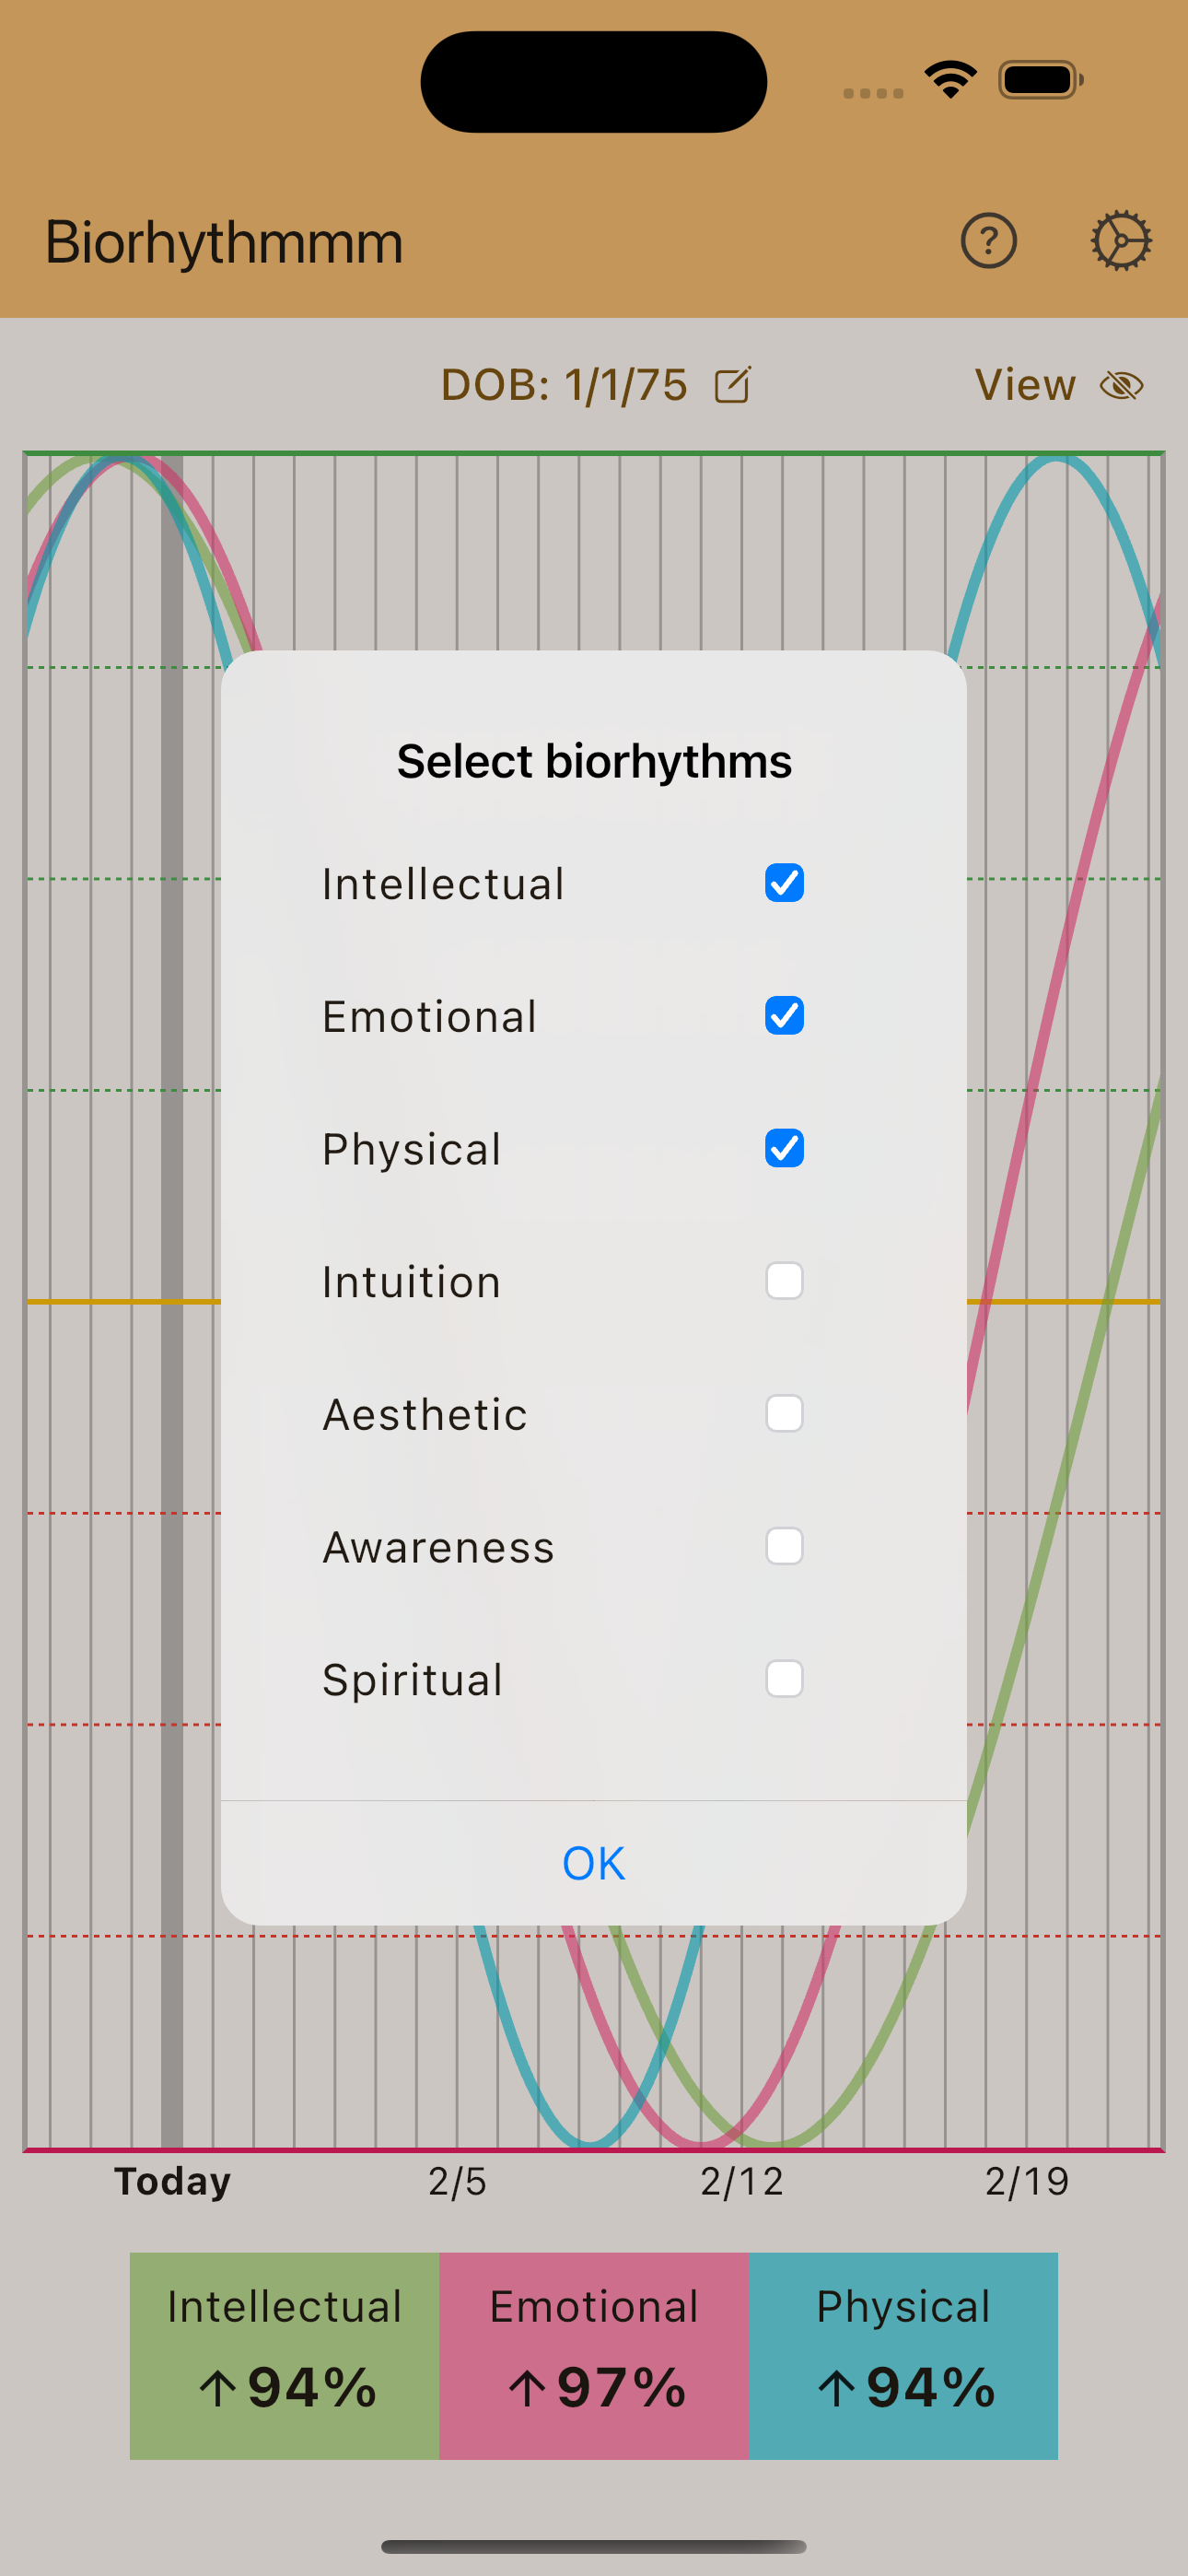 Biorhythmmm
?
DOB: 1/1/75
View
Select biorhythms
Intellectual
Emotional
Physical
Intuition
Aesthetic
Awareness
Spiritual
OK
Today 2/5 2/12 2/19
Intellectual Emotional Physical
↑94% ↑97% ↑94%